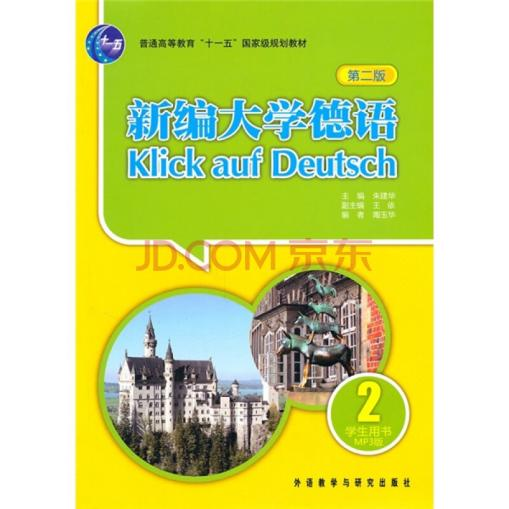 十一五
普通高等教育“十一五”国家级规划教材
第二版
新编大学德语
Klick auf Deutsch
主 编 朱建华
副主编 王 依
编 者 陶玉华
JD.COM 京东
2
学生用书
MP3版
外语教学与研究出版社